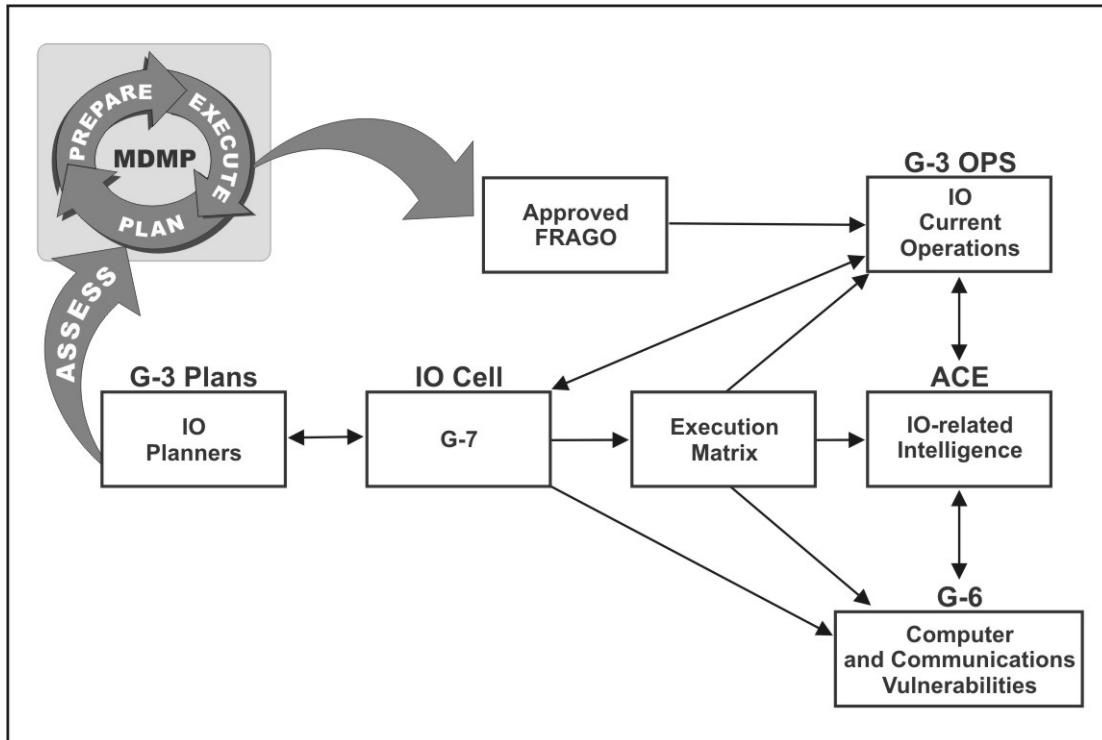 PREPARE
EXECUTE
MDMP
PLAN
ASSESS
Approved
FRAGO
G-3 OPS
IO
Current
Operations
G-3 Plans
IO
Planners
IO Cell
G-7
Execution
Matrix
ACE
IO-related
Intelligence
G-6
Computer
and Communications
Vulnerabilities